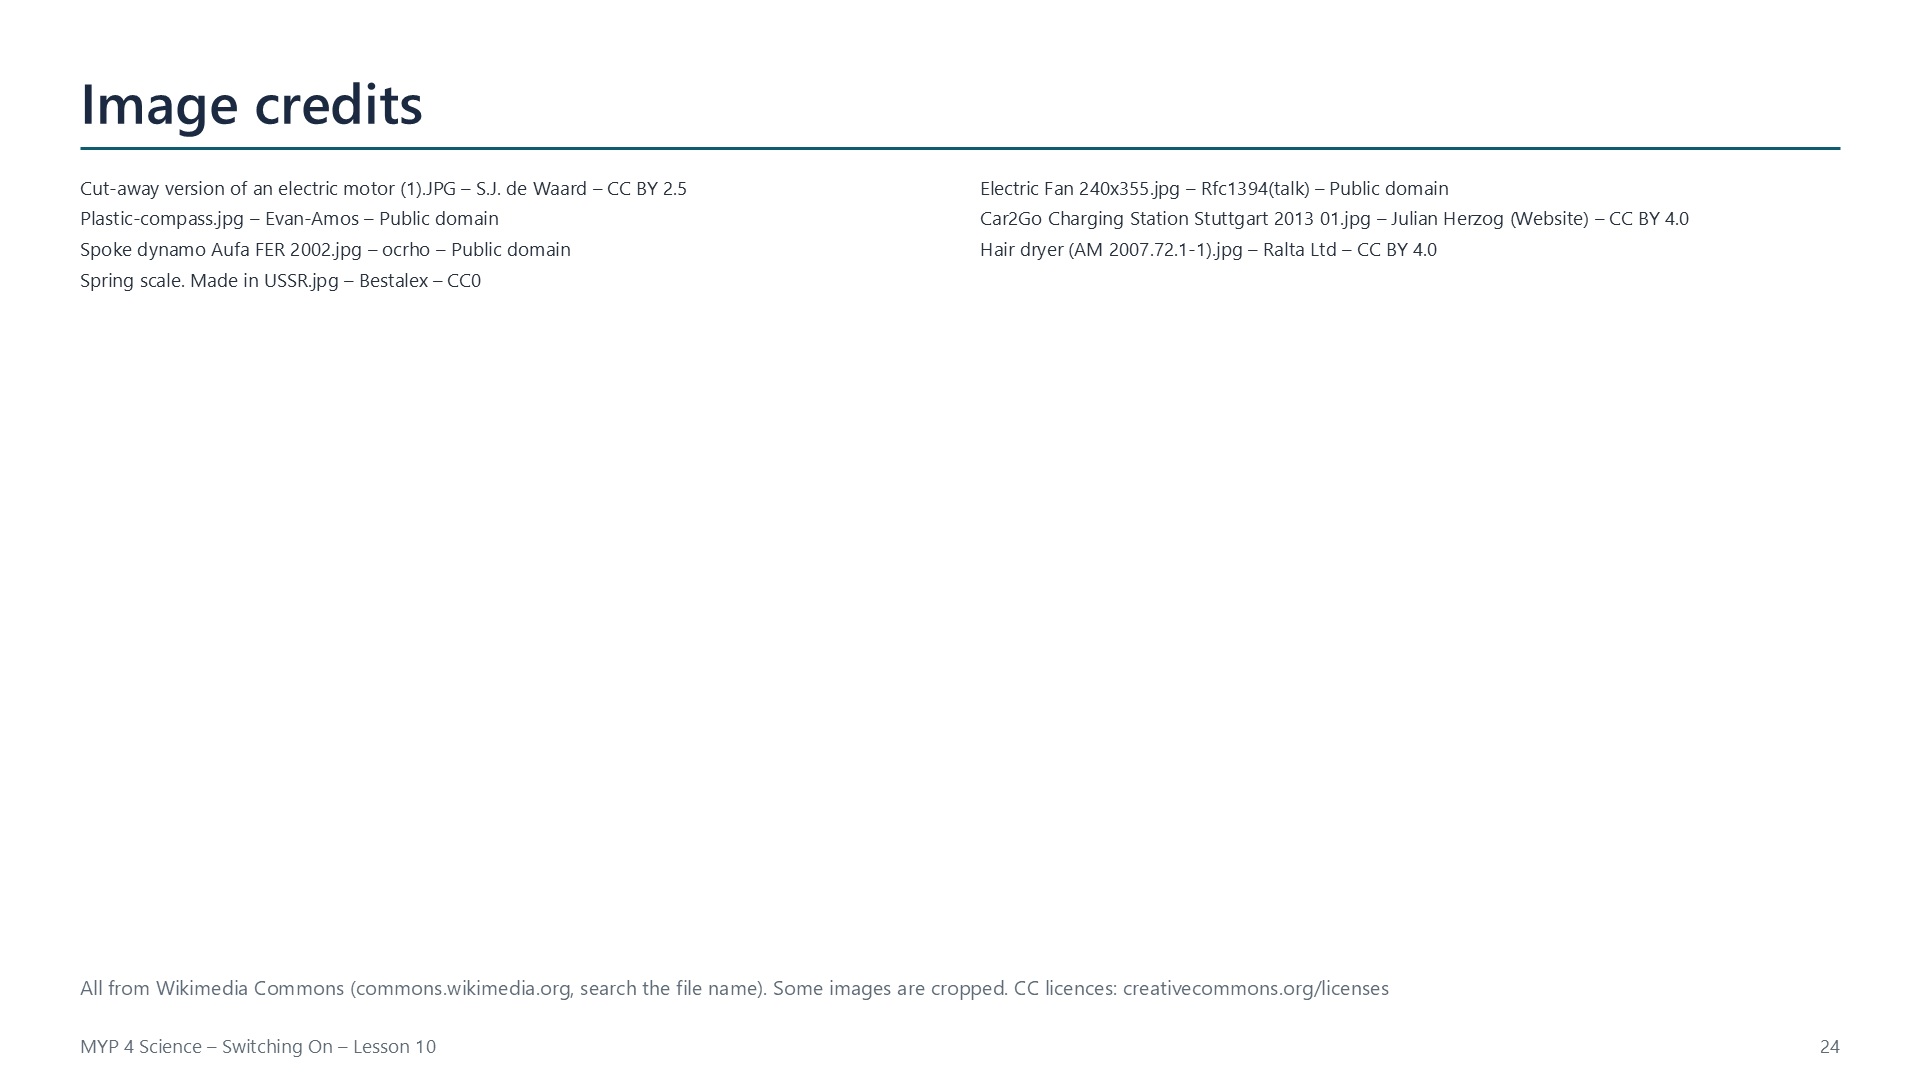 Image credits
Cut-away version of an electric motor (1).JPG – S.J. de Waard – CC BY 2.5
Plastic-compass.jpg – Evan-Amos – Public domain
Spoke dynamo Aufa FER 2002.jpg – ocrho – Public domain
Spring scale. Made in USSR.jpg – Bestalex – CC0
Electric Fan 240x355.jpg – Rfc1394(talk) – Public domain
Car2Go Charging Station Stuttgart 2013 01.jpg – Julian Herzog (Website) – CC BY 4.0
Hair dryer (AM 2007.72.1-1).jpg – Ralta Ltd – CC BY 4.0
All from Wikimedia Commons (commons.wikimedia.org, search the file name). Some images are cropped. CC licences: creativecommons.org/licenses
MYP 4 Science – Switching On – Lesson 10
24